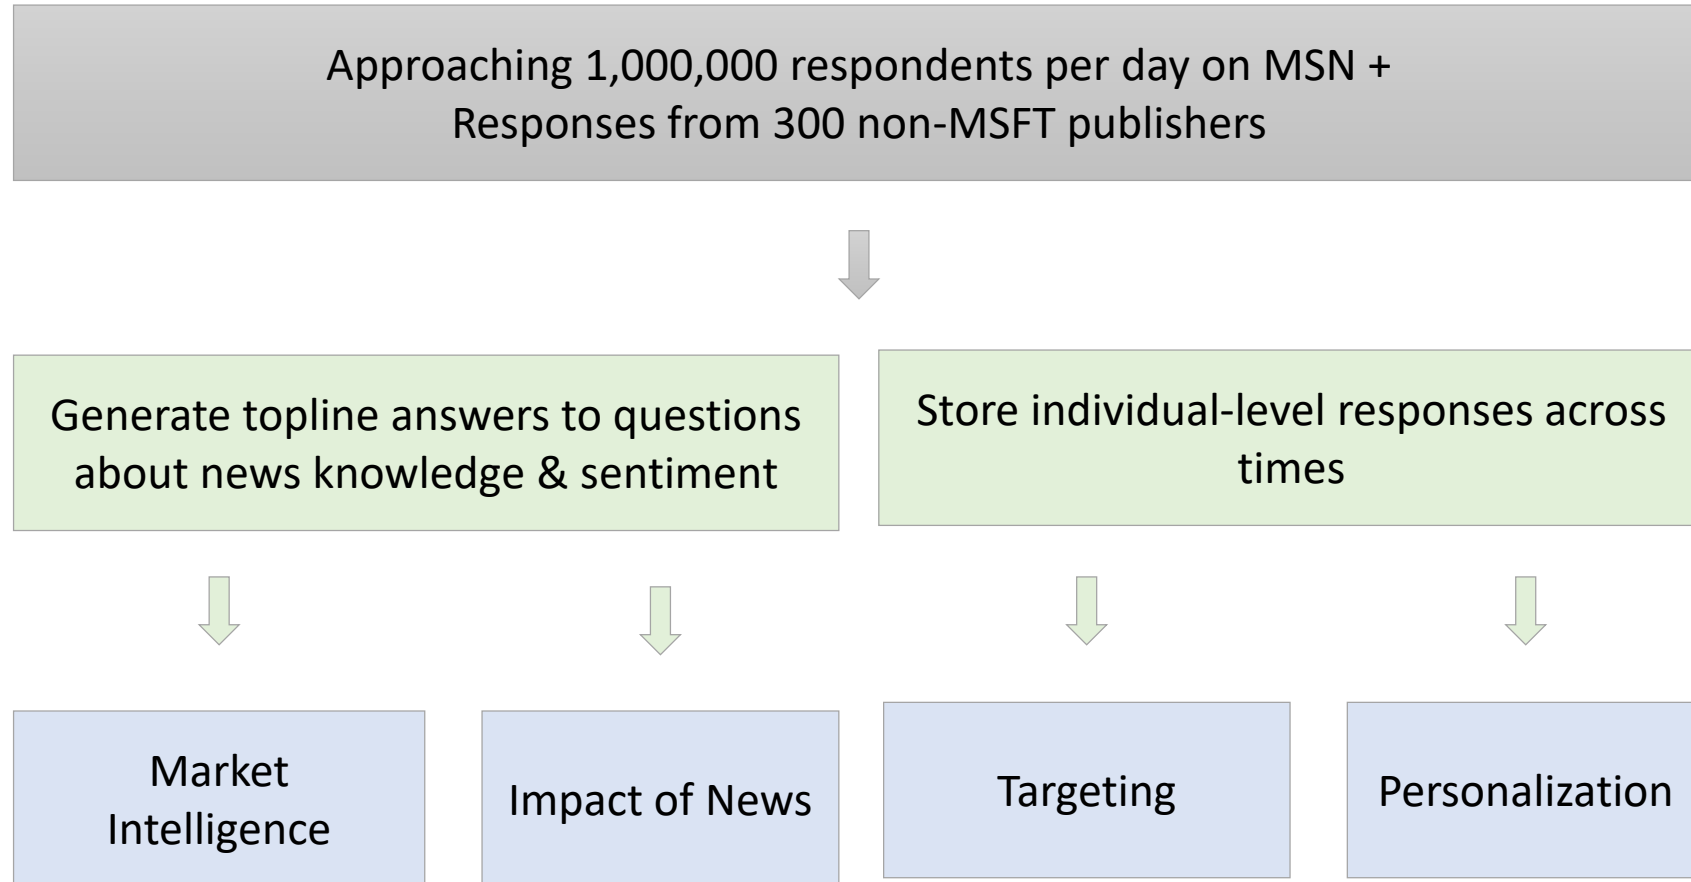 Approaching 1,000,000 respondents per day on MSN +
Responses from 300 non-MSFT publishers
Generate topline answers to questions
about news knowledge & sentiment
Store individual-level responses across
times
Market
Intelligence
Impact of News
Targeting
Personalization